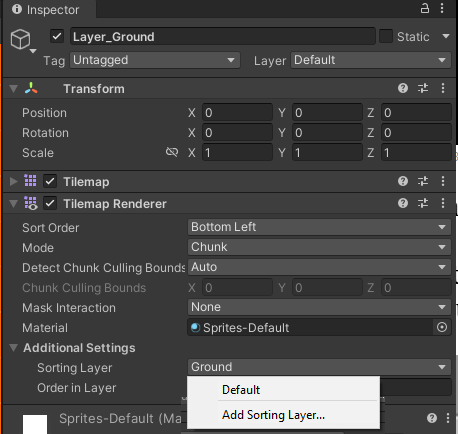 Inspector
Layer_Ground
Static
Tag Untagged Layer Default
Transform
Position X 0 Y 0 Z 0
Rotation X 0 Y 0 Z 0
Scale X 1 Y 1 Z 1
Tilemap
Tilemap Renderer
Sort Order Bottom Left
Mode Chunk
Detect Chunk Culling Bounds Auto
Chunk Culling Bounds X 0 Y 0 Z 0
Mask Interaction None
Material Sprites-Default
Additional Settings
Sorting Layer Ground
Order in Layer
Default
Add Sorting Layer...
Sprites-Default (Ma